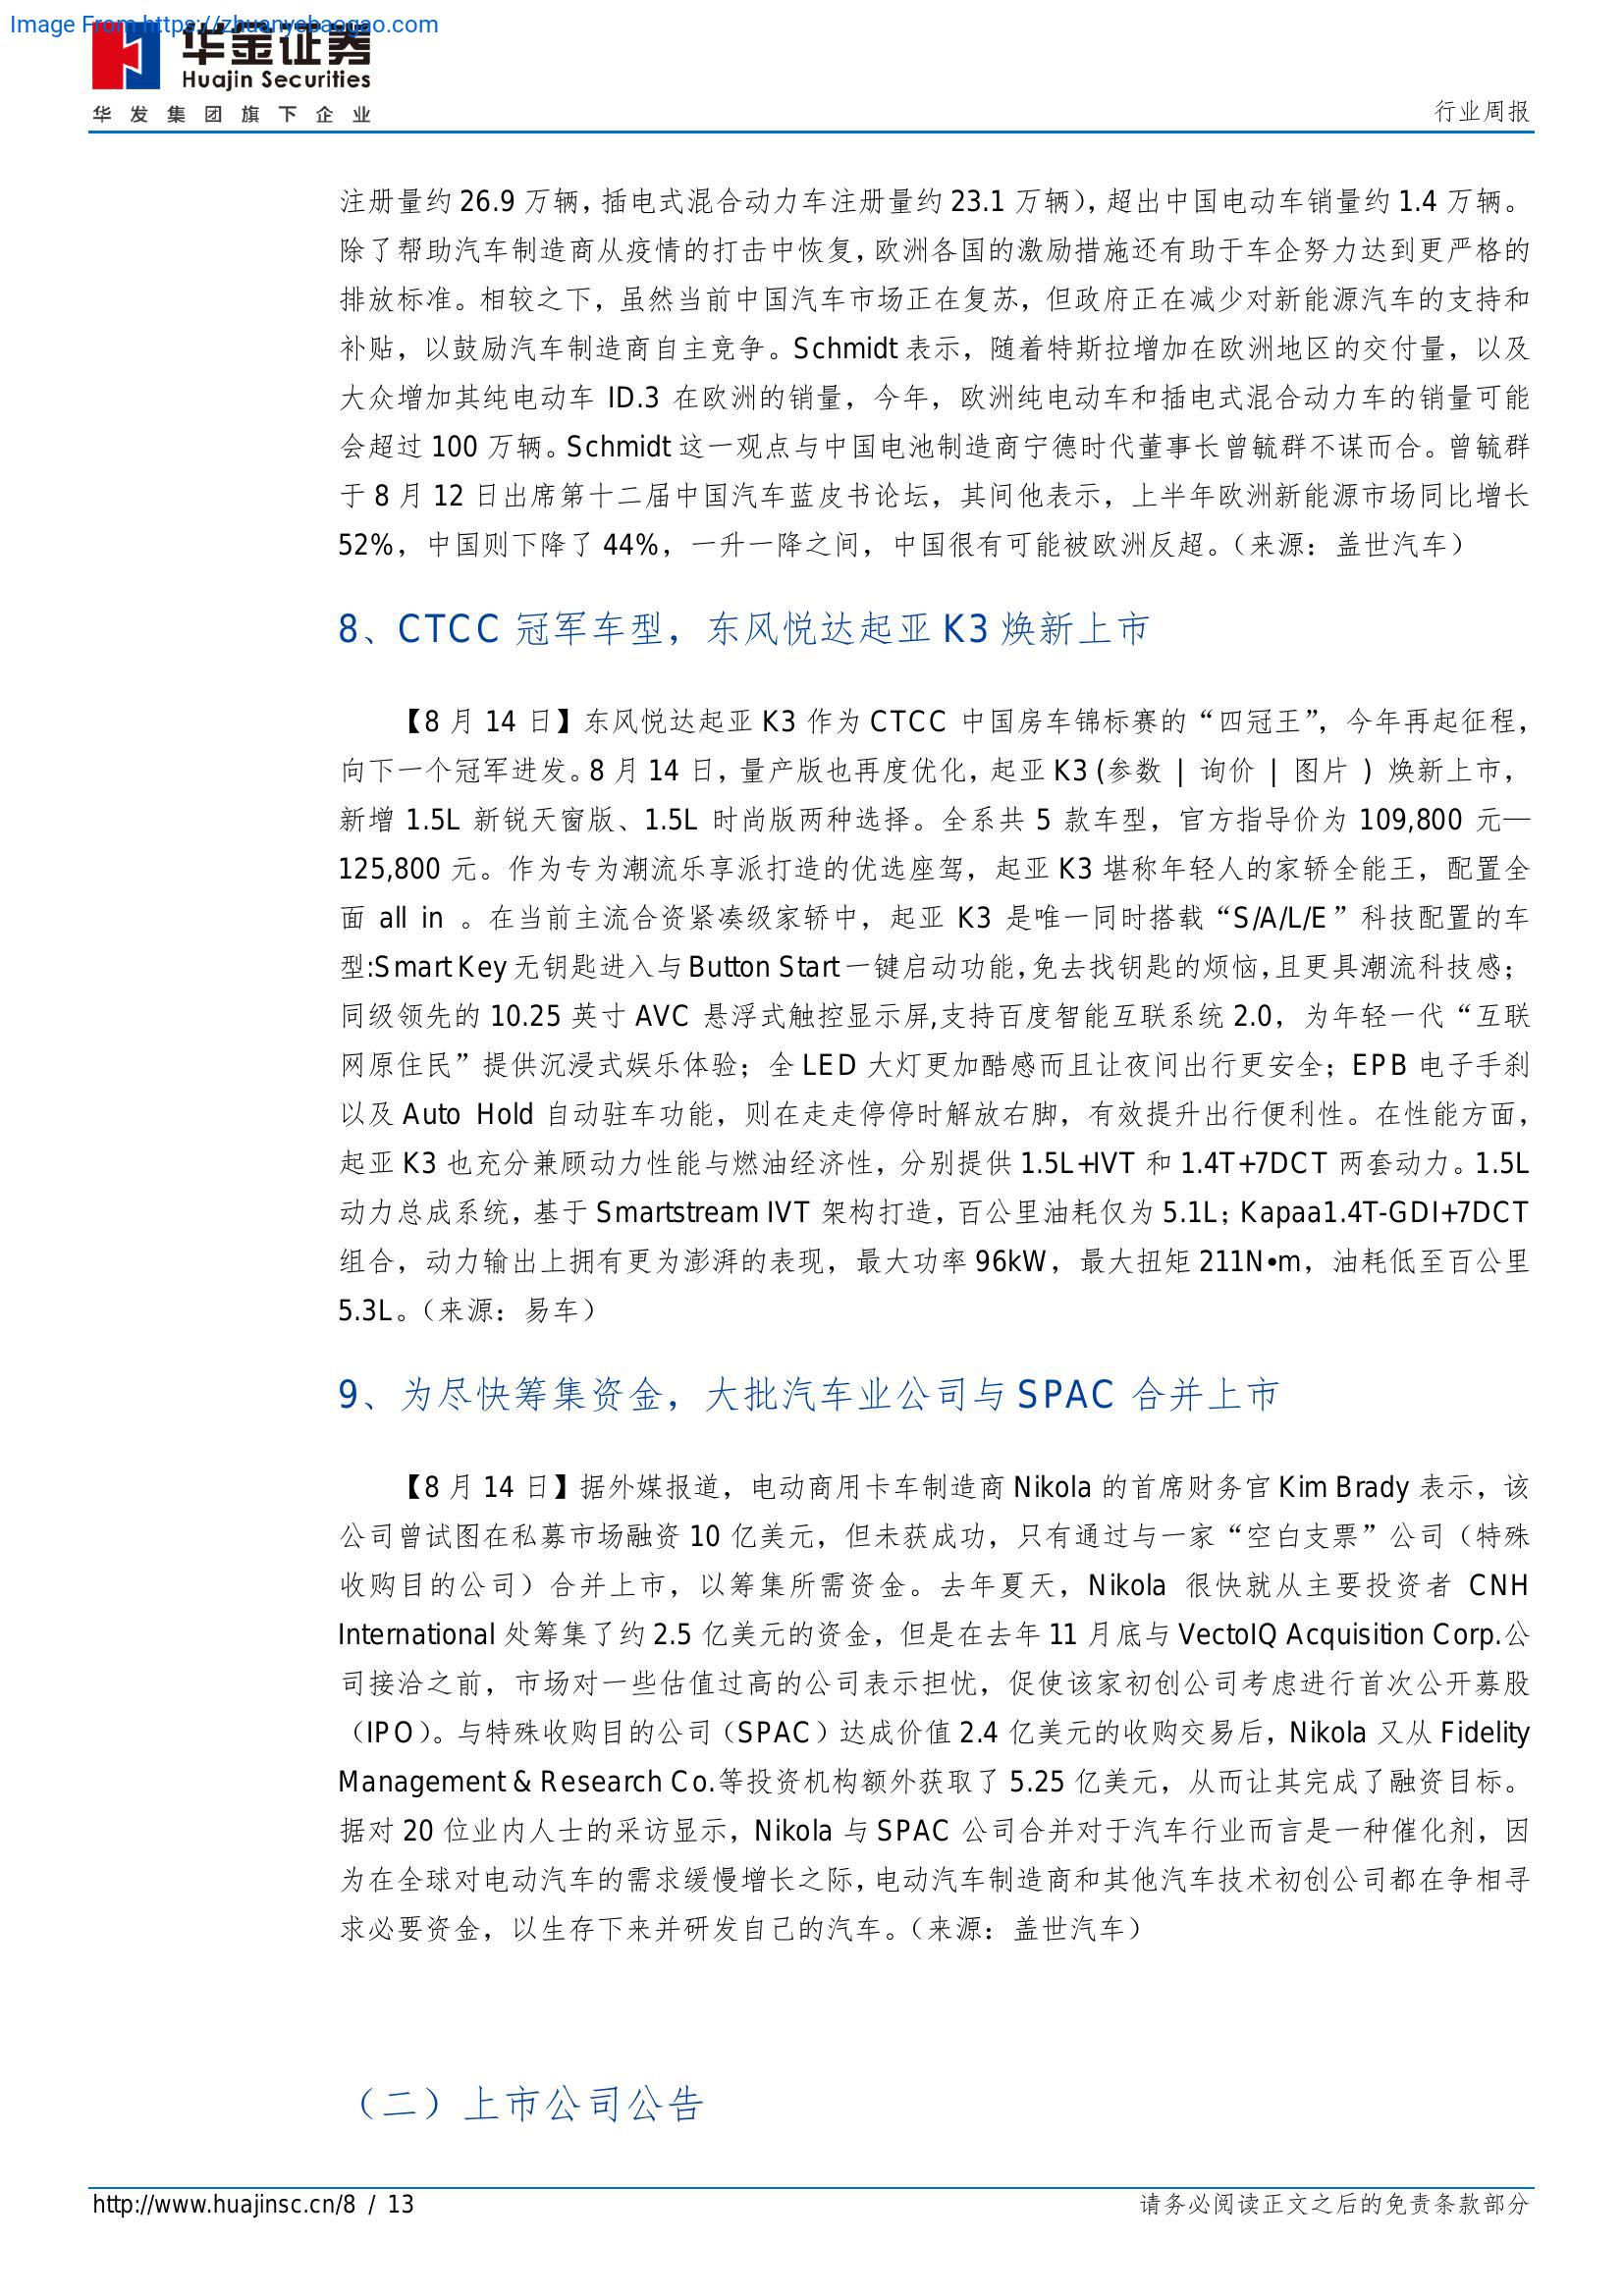 Image From https://zhuanyebaogao.com
华金证券
Huajin Securities
华发集团旗下企业
行业周报
注册量约 26.9 万辆，插电式混合动力车注册量约 23.1 万辆），超出中国电动车销量约 1.4 万辆。
除了帮助汽车制造商从疫情的打击中恢复，欧洲各国的激励措施还有助于车企努力达到更严格的
排放标准。相较之下，虽然当前中国汽车市场正在复苏，但政府正在减少对新能源汽车的支持和
补贴，以鼓励汽车制造商自主竞争。Schmidt 表示，随着特斯拉增加在欧洲地区的交付量，以及
大众增加其纯电动车 ID.3 在欧洲的销量，今年，欧洲纯电动车和插电式混合动力车的销量可能
会超过 100 万辆。Schmidt 这一观点与中国电池制造商宁德时代董事长曾毓群不谋而合。曾毓群
于 8 月 12 日出席第十二届中国汽车蓝皮书论坛，其间他表示，上半年欧洲新能源市场同比增长
52%，中国则下降了 44%，一升一降之间，中国很有可能被欧洲反超。（来源：盖世汽车）
8、CTCC 冠军车型，东风悦达起亚 K3 焕新上市
【8 月 14 日】东风悦达起亚 K3 作为 CTCC 中国房车锦标赛的“四冠王”，今年再起征程，
向下一个冠军进发。8 月 14 日，量产版也再度优化，起亚 K3 (参数 | 询价 | 图片 ) 焕新上市，
新增 1.5L 新锐天窗版、1.5L 时尚版两种选择。全系共 5 款车型，官方指导价为 109,800 元—
125,800 元。作为专为潮流乐享派打造的优选座驾，起亚 K3 堪称年轻人的家轿全能王，配置全
面 all in 。在当前主流合资紧凑级家轿中，起亚 K3 是唯一同时搭载“S/A/L/E”科技配置的车
型:Smart Key 无钥匙进入与 Button Start 一键启动功能,免去找钥匙的烦恼,且更具潮流科技感；
同级领先的 10.25 英寸 AVC 悬浮式触控显示屏,支持百度智能互联系统 2.0，为年轻一代“互联
网原住民”提供沉浸式娱乐体验；全 LED 大灯更加酷感而且让夜间出行更安全；EPB 电子手刹
以及 Auto Hold 自动驻车功能，则在走走停停时解放右脚，有效提升出行便利性。在性能方面，
起亚 K3 也充分兼顾动力性能与燃油经济性，分别提供 1.5L+IVT 和 1.4T+7DCT 两套动力。1.5L
动力总成系统，基于 Smartstream IVT 架构打造，百公里油耗仅为 5.1L；Kapaa1.4T-GDI+7DCT
组合，动力输出上拥有更为澎湃的表现，最大功率 96kW，最大扭矩 211N•m，油耗低至百公里
5.3L。（来源：易车）
9、为尽快筹集资金，大批汽车业公司与 SPAC 合并上市
【8 月 14 日】据外媒报道，电动商用卡车制造商 Nikola 的首席财务官 Kim Brady 表示，该
公司曾试图在私募市场融资 10 亿美元，但未获成功，只有通过与一家“空白支票”公司（特殊
收购目的公司）合并上市，以筹集所需资金。去年夏天，Nikola 很快就从主要投资者 CNH
International 处筹集了约 2.5 亿美元的资金，但是在去年 11 月底与 VectoIQ Acquisition Corp.公
司接洽之前，市场对一些估值过高的公司表示担忧，促使该家初创公司考虑进行首次公开募股
（IPO）。与特殊收购目的公司（SPAC）达成价值 2.4 亿美元的收购交易后，Nikola 又从 Fidelity
Management & Research Co.等投资机构额外获取了 5.25 亿美元，从而让其完成了融资目标。
据对 20 位业内人士的采访显示，Nikola 与 SPAC 公司合并对于汽车行业而言是一种催化剂，因
为在全球对电动汽车的需求缓慢增长之际，电动汽车制造商和其他汽车技术初创公司都在争相寻
求必要资金，以生存下来并研发自己的汽车。（来源：盖世汽车）
（二）上市公司公告
http://www.huajinsc.cn/8 / 13
请务必阅读正文之后的免责条款部分